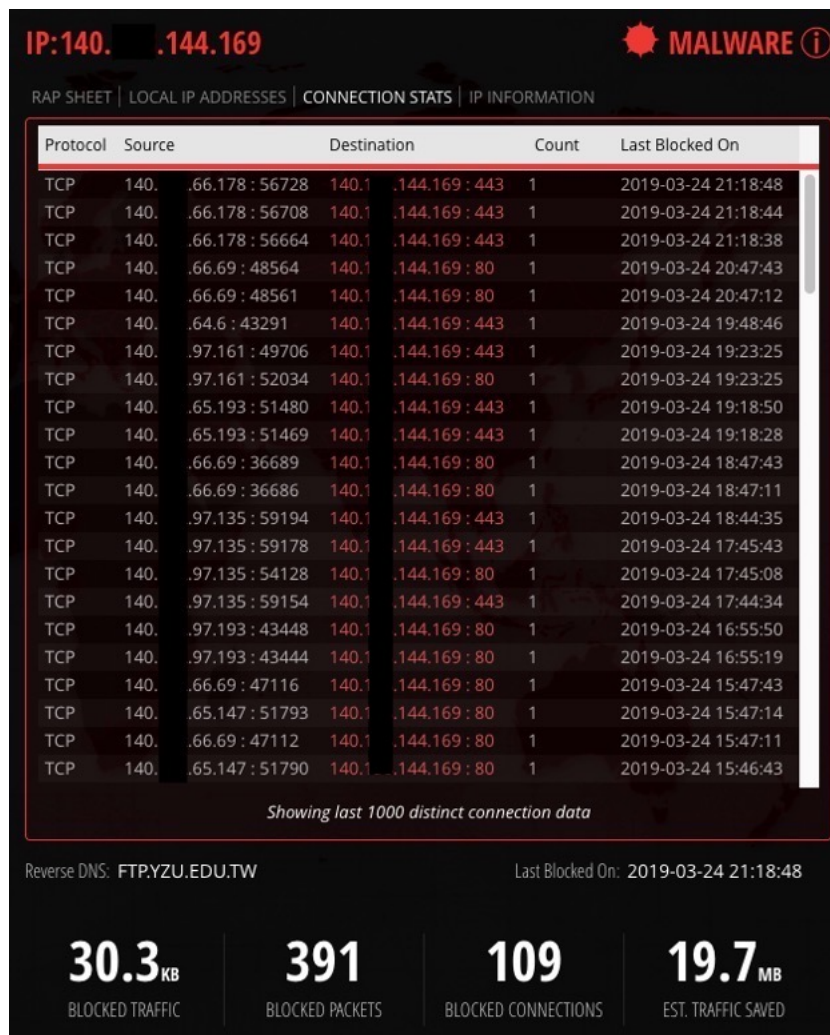 IP:140. .144.169 MALWARE i
RAP SHEET | LOCAL IP ADDRESSES | CONNECTION STATS | IP INFORMATION
Protocol Source Destination Count Last Blocked On
TCP 140. .66.178 : 56728 140.1 .144.169 : 443 1 2019-03-24 21:18:48
TCP 140. .66.178 : 56708 140.1 .144.169 : 443 1 2019-03-24 21:18:44
TCP 140. .66.178 : 56664 140.1 .144.169 : 443 1 2019-03-24 21:18:38
TCP 140. .66.69 : 48564 140.1 .144.169 : 80 1 2019-03-24 20:47:43
TCP 140. .66.69 : 48561 140.1 .144.169 : 80 1 2019-03-24 20:47:12
TCP 140. .64.6 : 43291 140.1 .144.169 : 443 1 2019-03-24 19:48:46
TCP 140. .97.161 : 49706 140.1 .144.169 : 443 1 2019-03-24 19:23:25
TCP 140. .97.161 : 52034 140.1 .144.169 : 80 1 2019-03-24 19:23:25
TCP 140. .65.193 : 51480 140.1 .144.169 : 443 1 2019-03-24 19:18:50
TCP 140. .65.193 : 51469 140.1 .144.169 : 443 1 2019-03-24 19:18:28
TCP 140. .66.69 : 36689 140.1 .144.169 : 80 1 2019-03-24 18:47:43
TCP 140. .66.69 : 36686 140.1 .144.169 : 80 1 2019-03-24 18:47:11
TCP 140. .97.135 : 59194 140.1 .144.169 : 443 1 2019-03-24 18:44:35
TCP 140. .97.135 : 59178 140.1 .144.169 : 443 1 2019-03-24 17:45:43
TCP 140. .97.135 : 54128 140.1 .144.169 : 80 1 2019-03-24 17:45:08
TCP 140. .97.135 : 59154 140.1 .144.169 : 443 1 2019-03-24 17:44:34
TCP 140. .97.193 : 43448 140.1 .144.169 : 80 1 2019-03-24 16:55:50
TCP 140. .97.193 : 43444 140.1 .144.169 : 80 1 2019-03-24 16:55:19
TCP 140. .66.69 : 47116 140.1 .144.169 : 80 1 2019-03-24 15:47:43
TCP 140. .65.147 : 51793 140.1 .144.169 : 80 1 2019-03-24 15:47:14
TCP 140. .66.69 : 47112 140.1 .144.169 : 80 1 2019-03-24 15:47:11
TCP 140. .65.147 : 51790 140.1 .144.169 : 80 1 2019-03-24 15:46:43
Showing last 1000 distinct connection data
Reverse DNS: FTP.YZU.EDU.TW Last Blocked On: 2019-03-24 21:18:48
30.3 KB 391 109 19.7 MB
BLOCKED TRAFFIC BLOCKED PACKETS BLOCKED CONNECTIONS EST. TRAFFIC SAVED